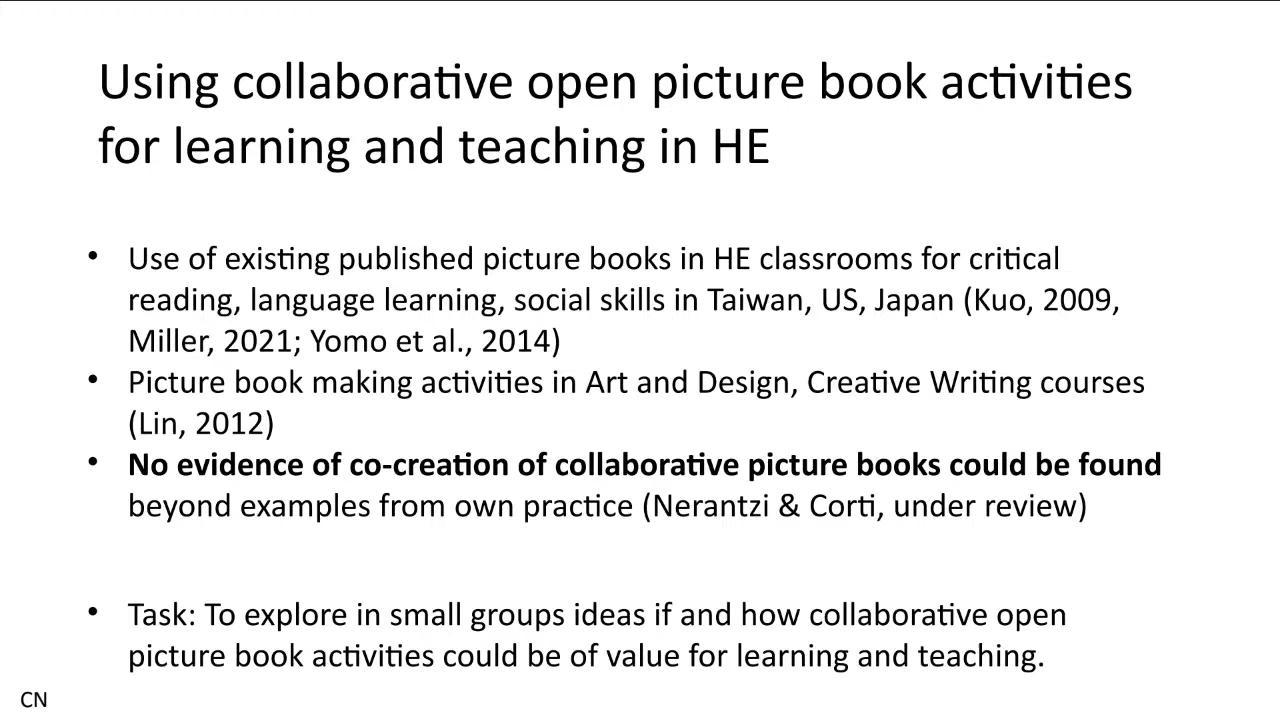 Using collaborative open picture book activities
for learning and teaching in HE
• Use of existing published picture books in HE classrooms for critical
reading, language learning, social skills in Taiwan, US, Japan (Kuo, 2009,
Miller, 2021; Yomo et al., 2014)
• Picture book making activities in Art and Design, Creative Writing courses
(Lin, 2012)
• No evidence of co-creation of collaborative picture books could be found
beyond examples from own practice (Nerantzi & Corti, under review)
• Task: To explore in small groups ideas if and how collaborative open
picture book activities could be of value for learning and teaching.
CN